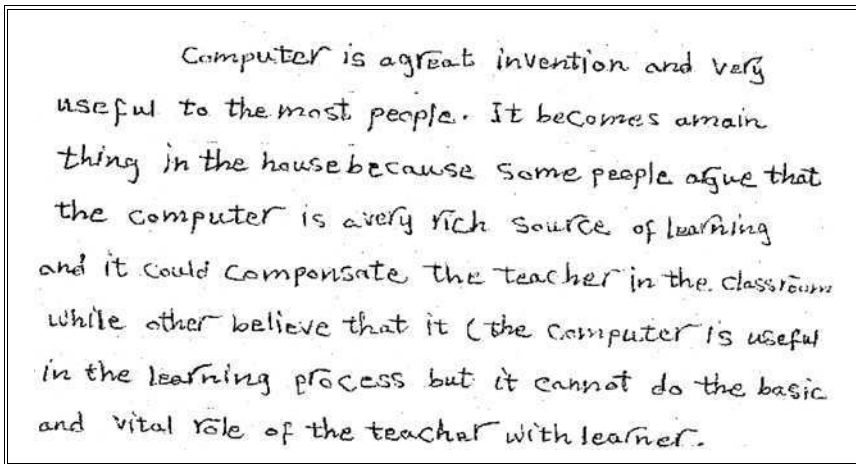 Computer is agreat invention and very
useful to the most people. It becomes amain
thing in the house because some people argue that
the computer is avery rich source of learning
and it could componsate the teacher in the classroom
while other believe that it (the computer is useful
in the learning process but it cannot do the basic
and vital role of the teacher with learner.